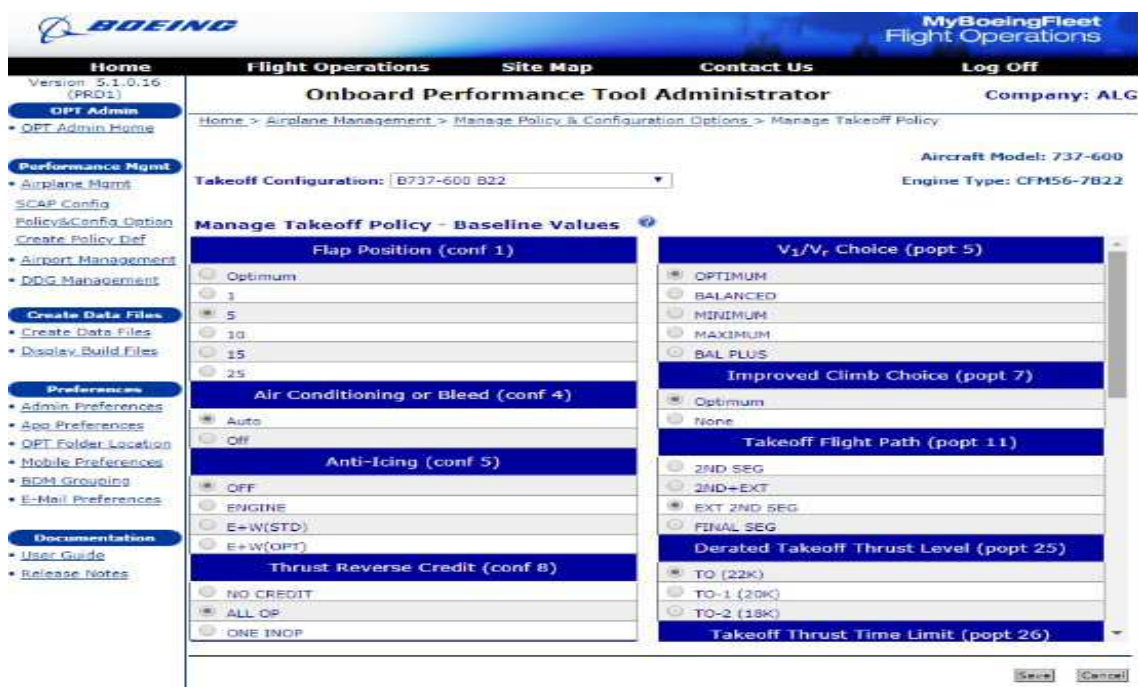 BOEING
MyBoeingFleet
Flight Operations
Home Flight Operations Site Map Contact Us Log Off
Version 5.1.0.16
(PRD1)
OPT Admin
OPT Admin Home
Performance Mgmt
Airplane Mgmt
SCAP Config
Policy&Config Option
Create Policy Def
Airport Management
DDG Management
Create Data Files
Create Data Files
Display Build Files
Preferences
Admin Preferences
App Preferences
OPT Folder Location
Mobile Preferences
BDM Grouping
E-Mail Preferences
Documentation
User Guide
Release Notes
Onboard Performance Tool Administrator Company: ALG
Home > Airplane Management > Manage Policy & Configuration Options > Manage Takeoff Policy
Aircraft Model: 737-600
Takeoff Configuration: B737-600 B22 Engine Type: CFM56-7B22
Manage Takeoff Policy - Baseline Values
Flap Position (conf 1)
Optimum
1
5
10
15
25
Air Conditioning or Bleed (conf 4)
Auto
Off
Anti-Icing (conf 5)
OFF
ENGINE
E+W(STD)
E+W(OPT)
Thrust Reverse Credit (conf 8)
NO CREDIT
ALL OP
ONE INOP
V1/Vr Choice (popt 5)
OPTIMUM
BALANCED
MINIMUM
MAXIMUM
BAL PLUS
Improved Climb Choice (popt 7)
Optimum
None
Takeoff Flight Path (popt 11)
2ND SEG
2ND+EXT
EXT 2ND SEG
FINAL SEG
Derated Takeoff Thrust Level (popt 25)
TO (22K)
TO-1 (20K)
TO-2 (18K)
Takeoff Thrust Time Limit (popt 26)
Save Cancel